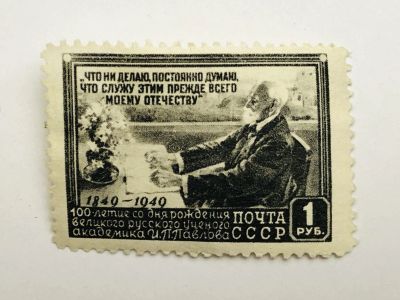 „ЧТО НИ ДЕЛАЮ, ПОСТОЯННО ДУМАЮ,
ЧТО СЛУЖУ ЭТИМ ПРЕЖДЕ ВСЕГО
МОЕМУ ОТЕЧЕСТВУ“
1849-1949
100-летие со дня рождения
великого русского ученого
академика И.П.Павлова
ПОЧТА
СССР
1
РУБ.